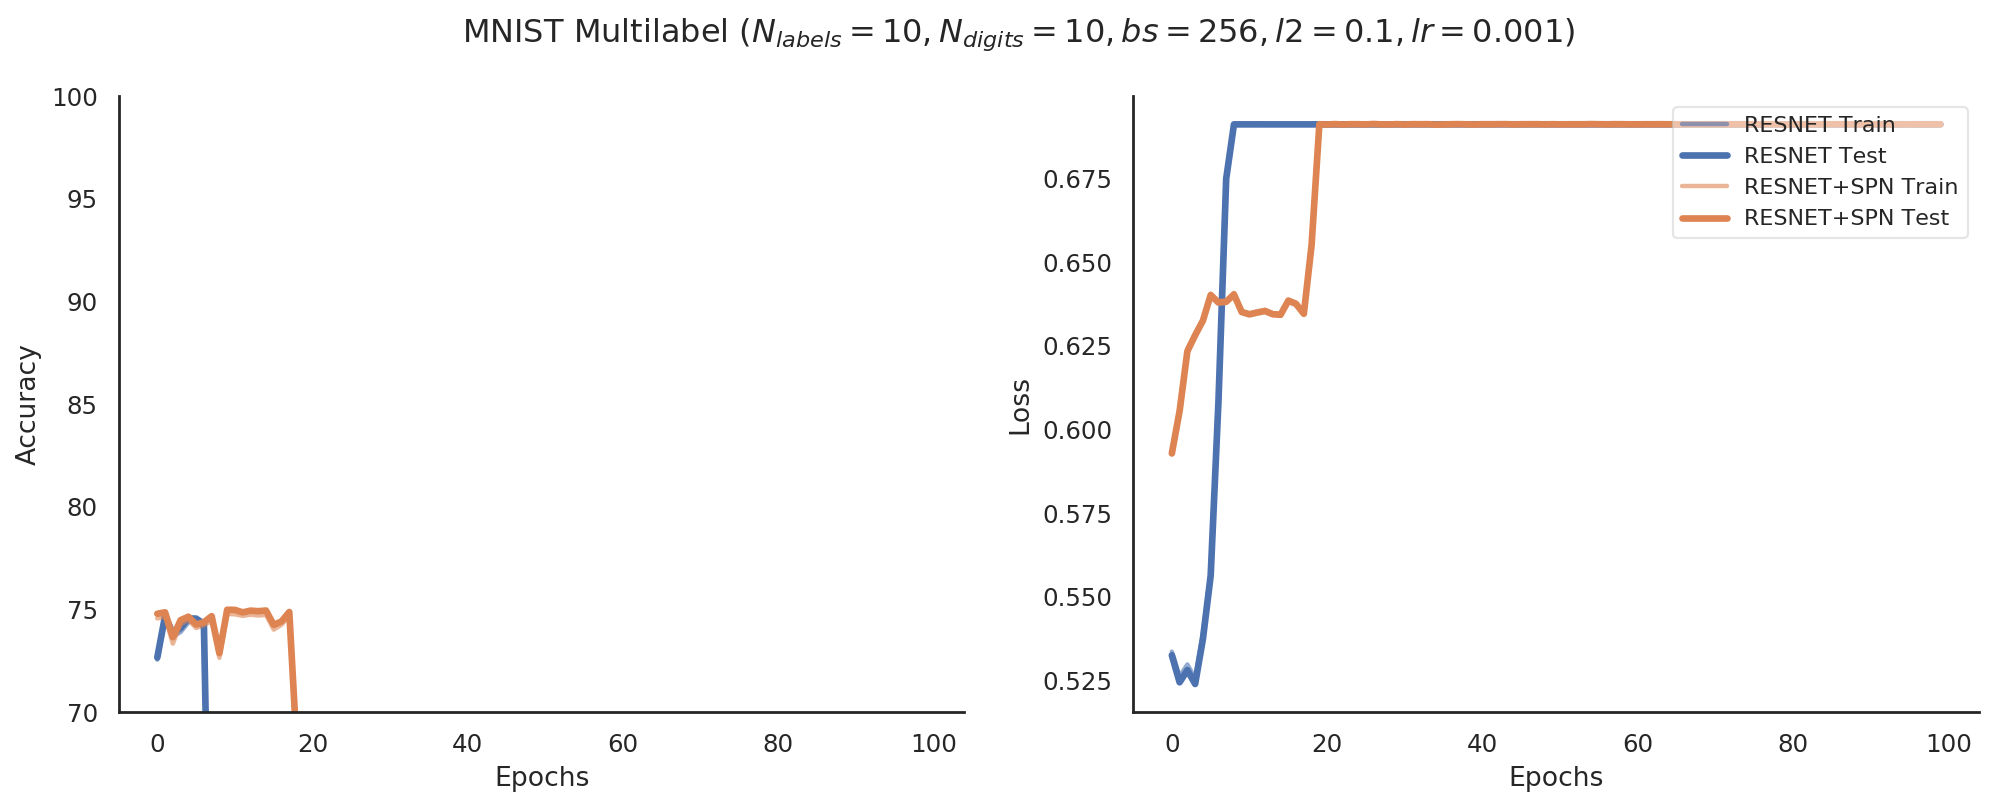 MNIST Multilabel (N_labels = 10, N_digits = 10, bs = 256, l2 = 0.1, lr = 0.001)
100
95
90
85
80
75
70
Accuracy
0 20 40 60 80 100
Epochs
0.675
0.650
0.625
0.600
0.575
0.550
0.525
Loss
0 20 40 60 80 100
Epochs
RESNET Train
RESNET Test
RESNET+SPN Train
RESNET+SPN Test